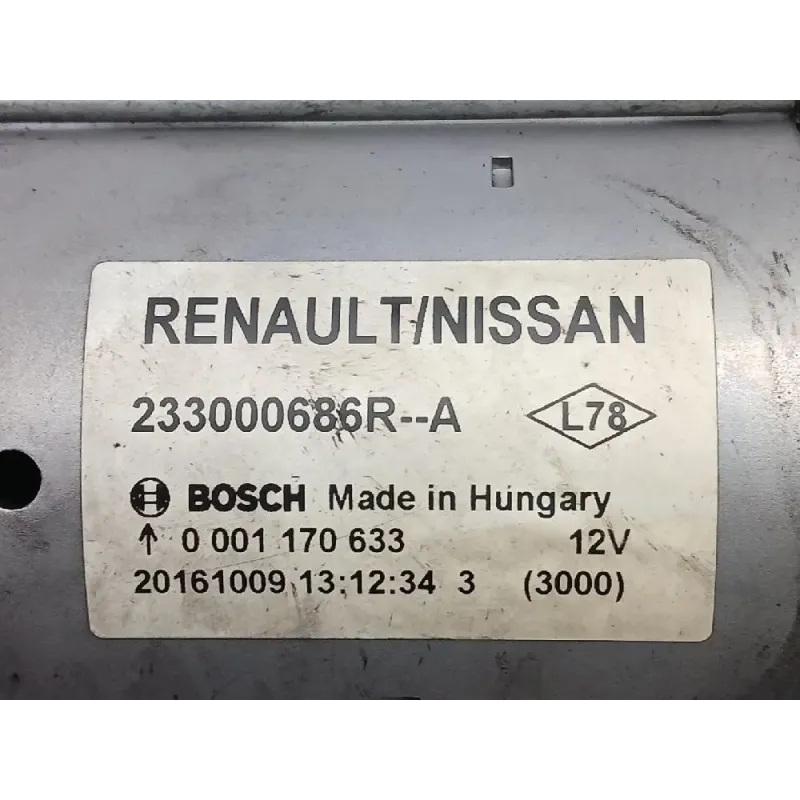 RENAULT/NISSAN
233000686R--A L78
BOSCH Made in Hungary
↑ 0 001 170 633 12V
20161009 13:12:34 3 (3000)